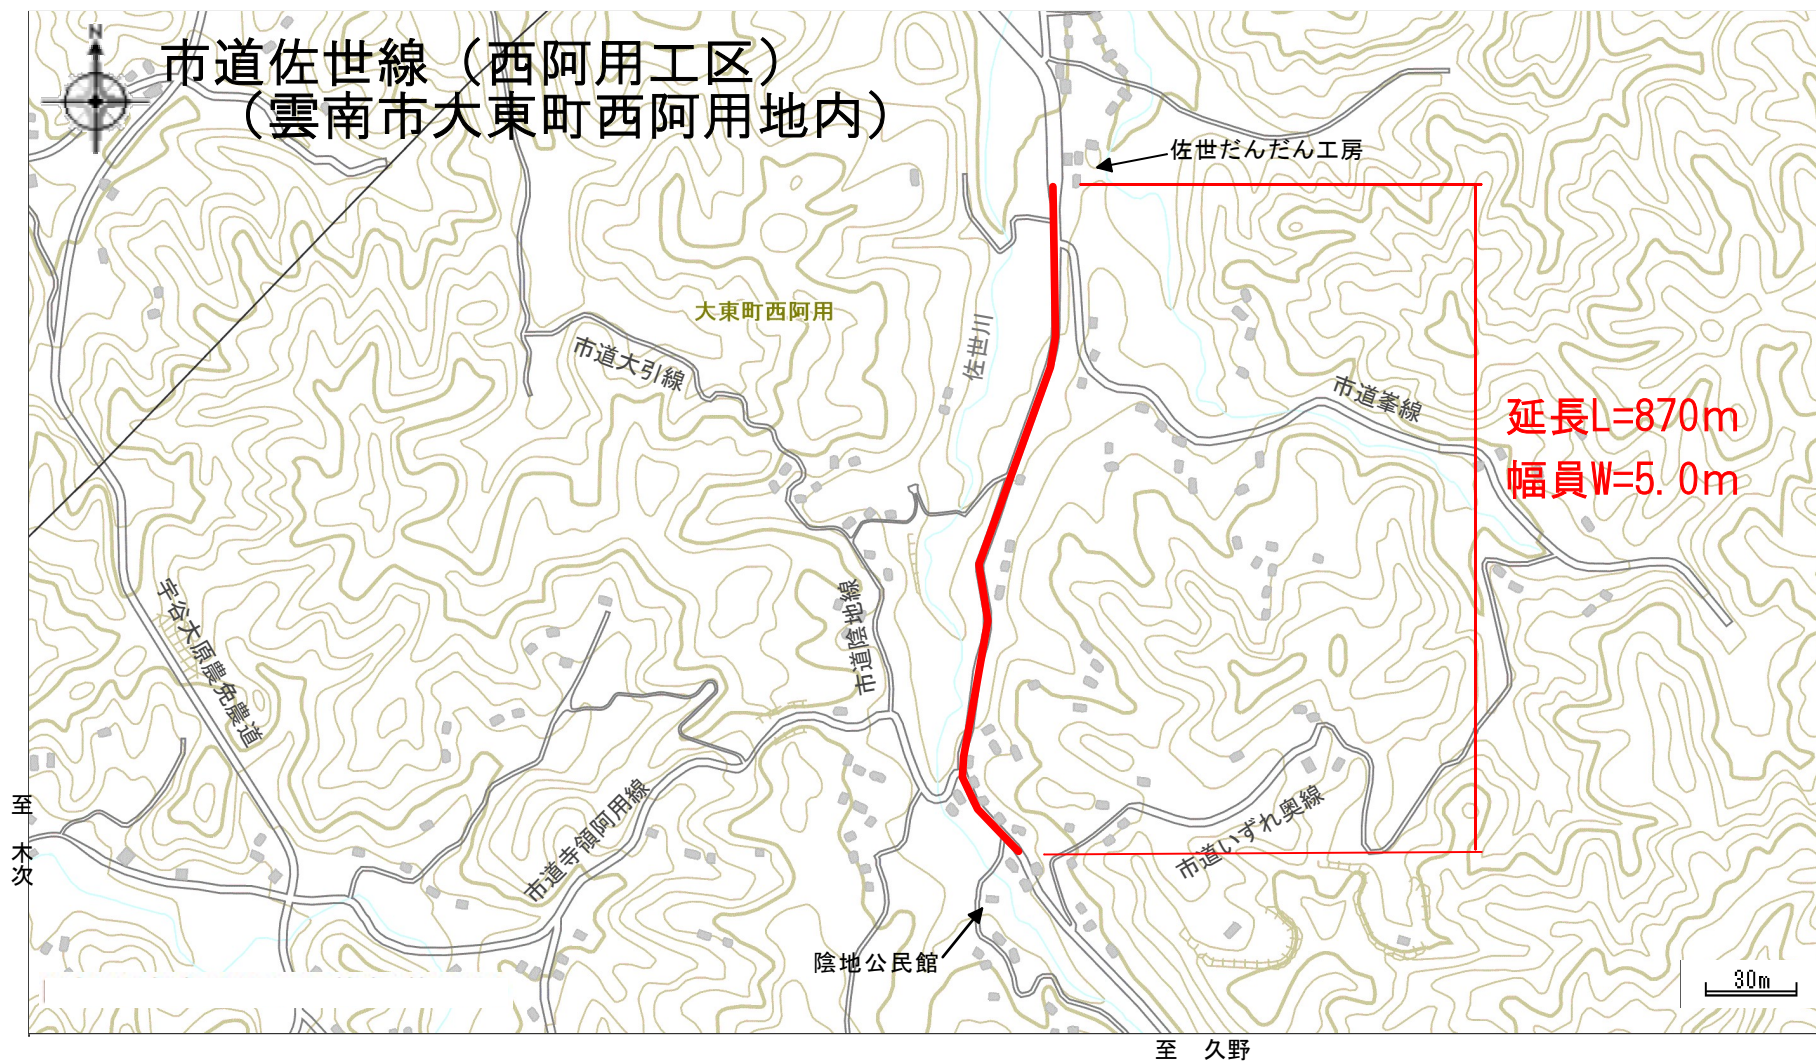 N
市道佐世線（西阿用工区）
（雲南市大東町西阿用地内）
佐世だんだん工房
大東町西阿用
佐世川
市道大引線
市道峯線
延長L=870m
幅員W=5.0m
宇谷大原農免農道
市道陰地線
市道寺領阿用線
市道いずれ奥線
至 木次
陰地公民館
30m
至 久野